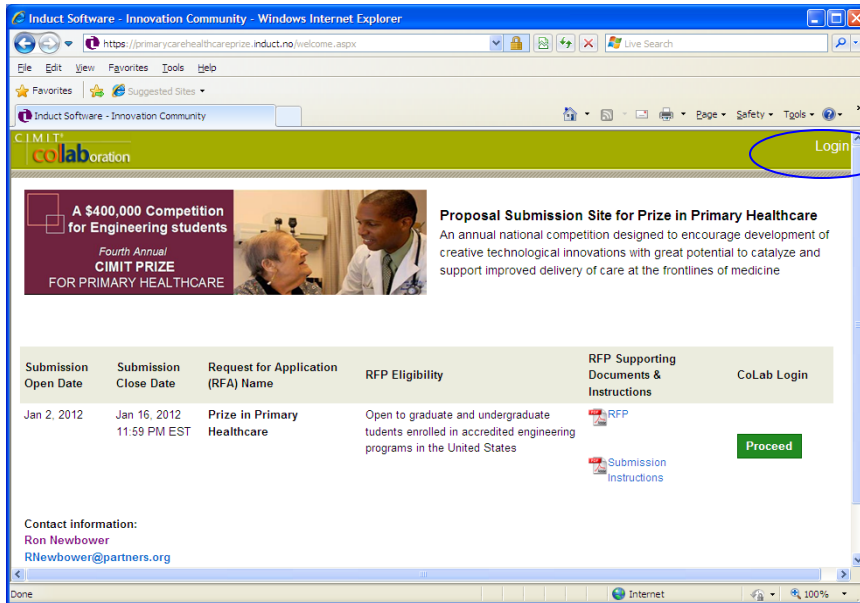 Induct Software - Innovation Community - Windows Internet Explorer
https://primarycarehealthcareprize.induct.no/welcome.aspx
Live Search
File Edit View Favorites Tools Help
Favorites Suggested Sites
Induct Software - Innovation Community
Page Safety Tools
CIMIT
collaboration
Login
A $400,000 Competition
for Engineering students
Fourth Annual
CIMIT PRIZE
FOR PRIMARY HEALTHCARE
Proposal Submission Site for Prize in Primary Healthcare
An annual national competition designed to encourage development of
creative technological innovations with great potential to catalyze and
support improved delivery of care at the frontlines of medicine
Submission
Open Date
Submission
Close Date
Request for Application
(RFA) Name
RFP Eligibility
RFP Supporting
Documents &
Instructions
CoLab Login
Jan 2, 2012
Jan 16, 2012
11:59 PM EST
Prize in Primary
Healthcare
Open to graduate and undergraduate
tudents enrolled in accredited engineering
programs in the United States
RFP
Submission
Instructions
Proceed
Contact information:
Ron Newbower
RNewbower@partners.org
Done
Internet
100%